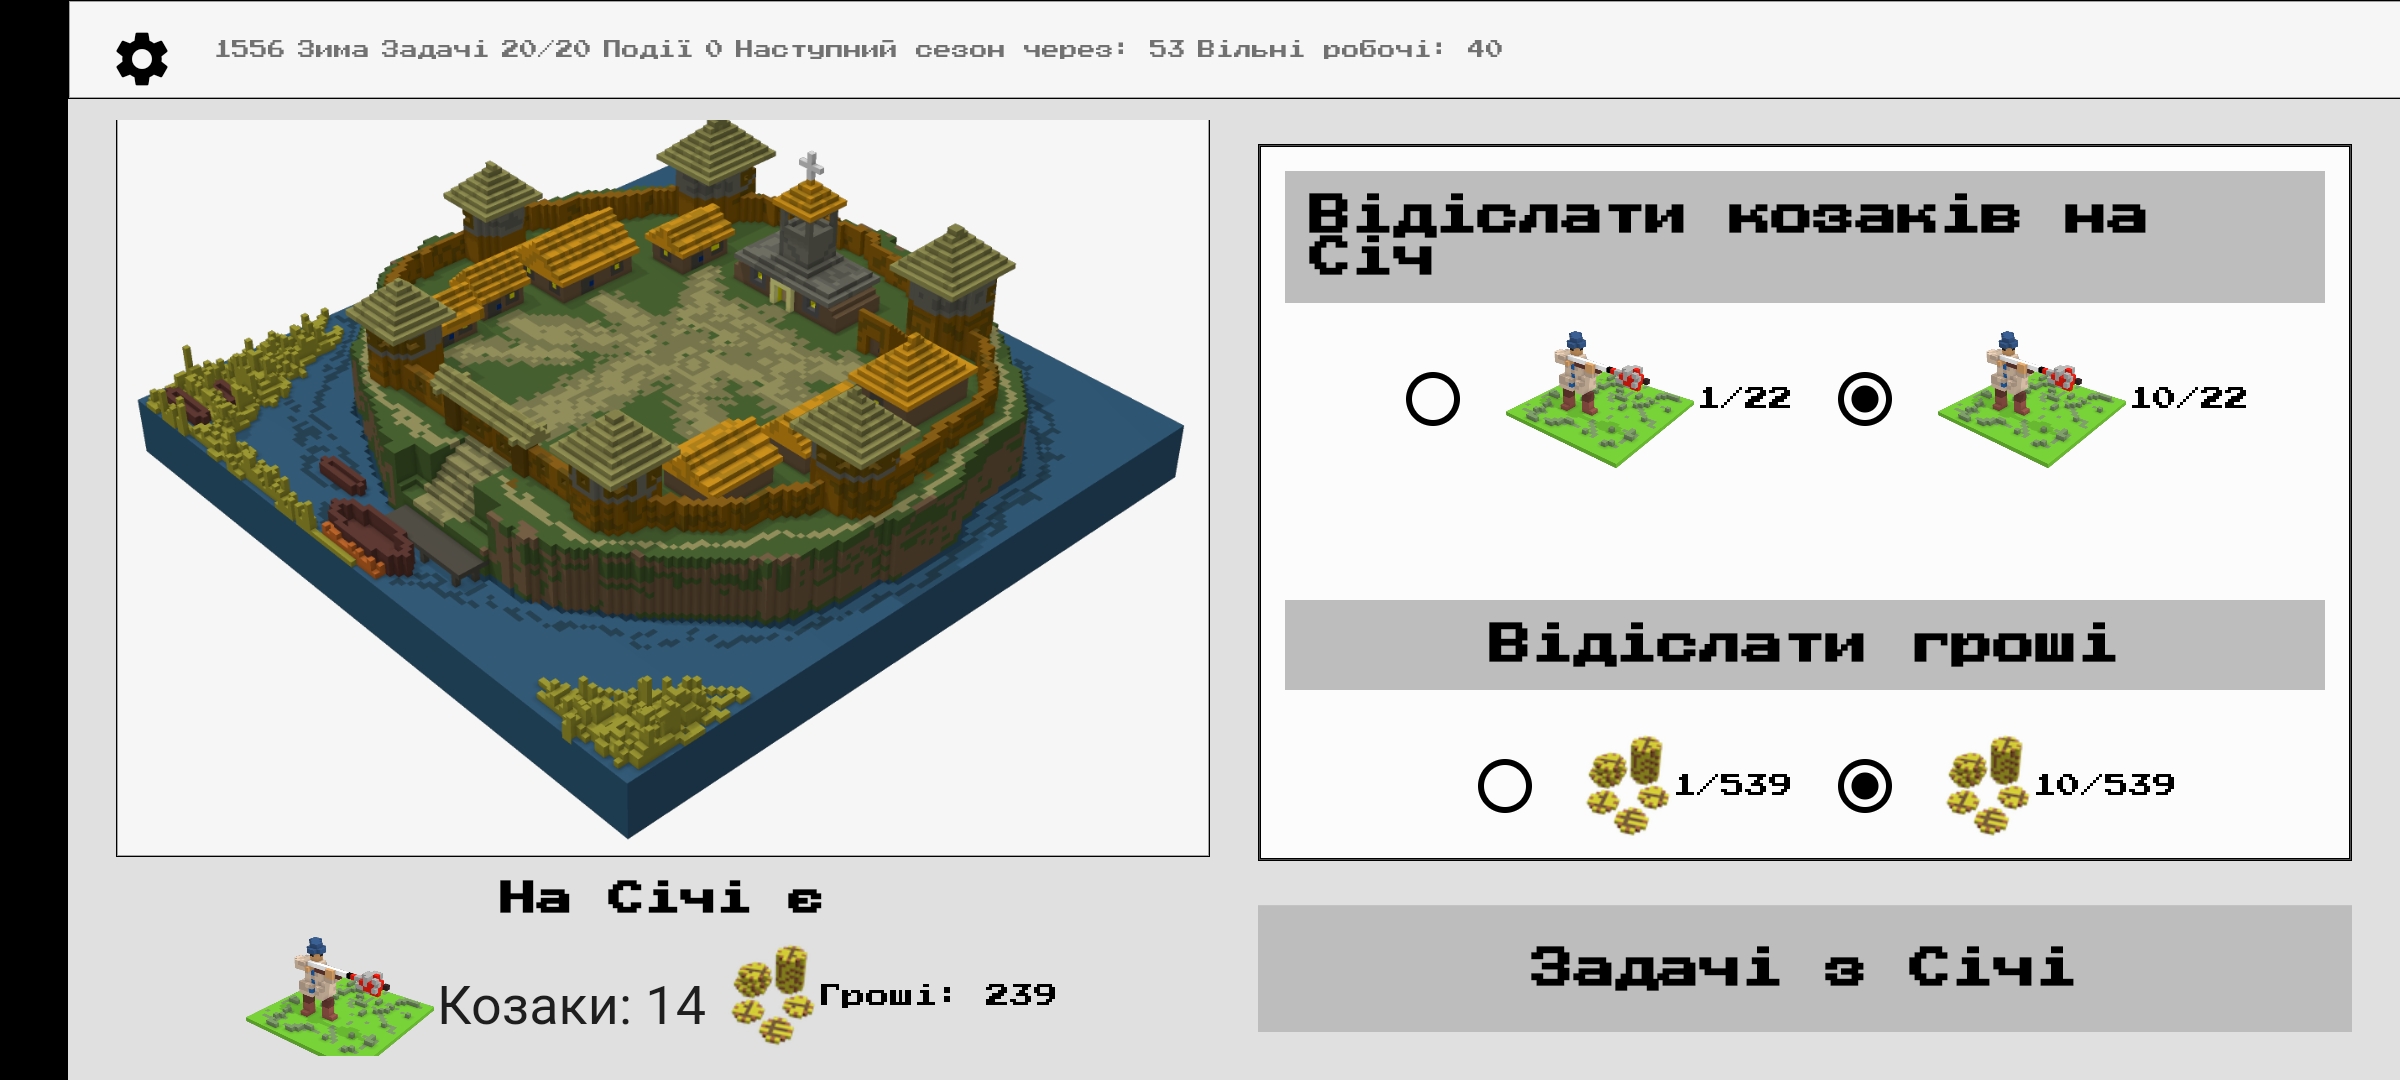 1556 Зима Задачі 20/20 Події 0 Наступний сезон через: 53 Вільні робочі: 40
Відіслати козаків на
Січ
1/22
10/22
Відіслати гроші
1/539
10/539
На Січі є
Козаки: 14
Гроші: 239
Задачі з Січі